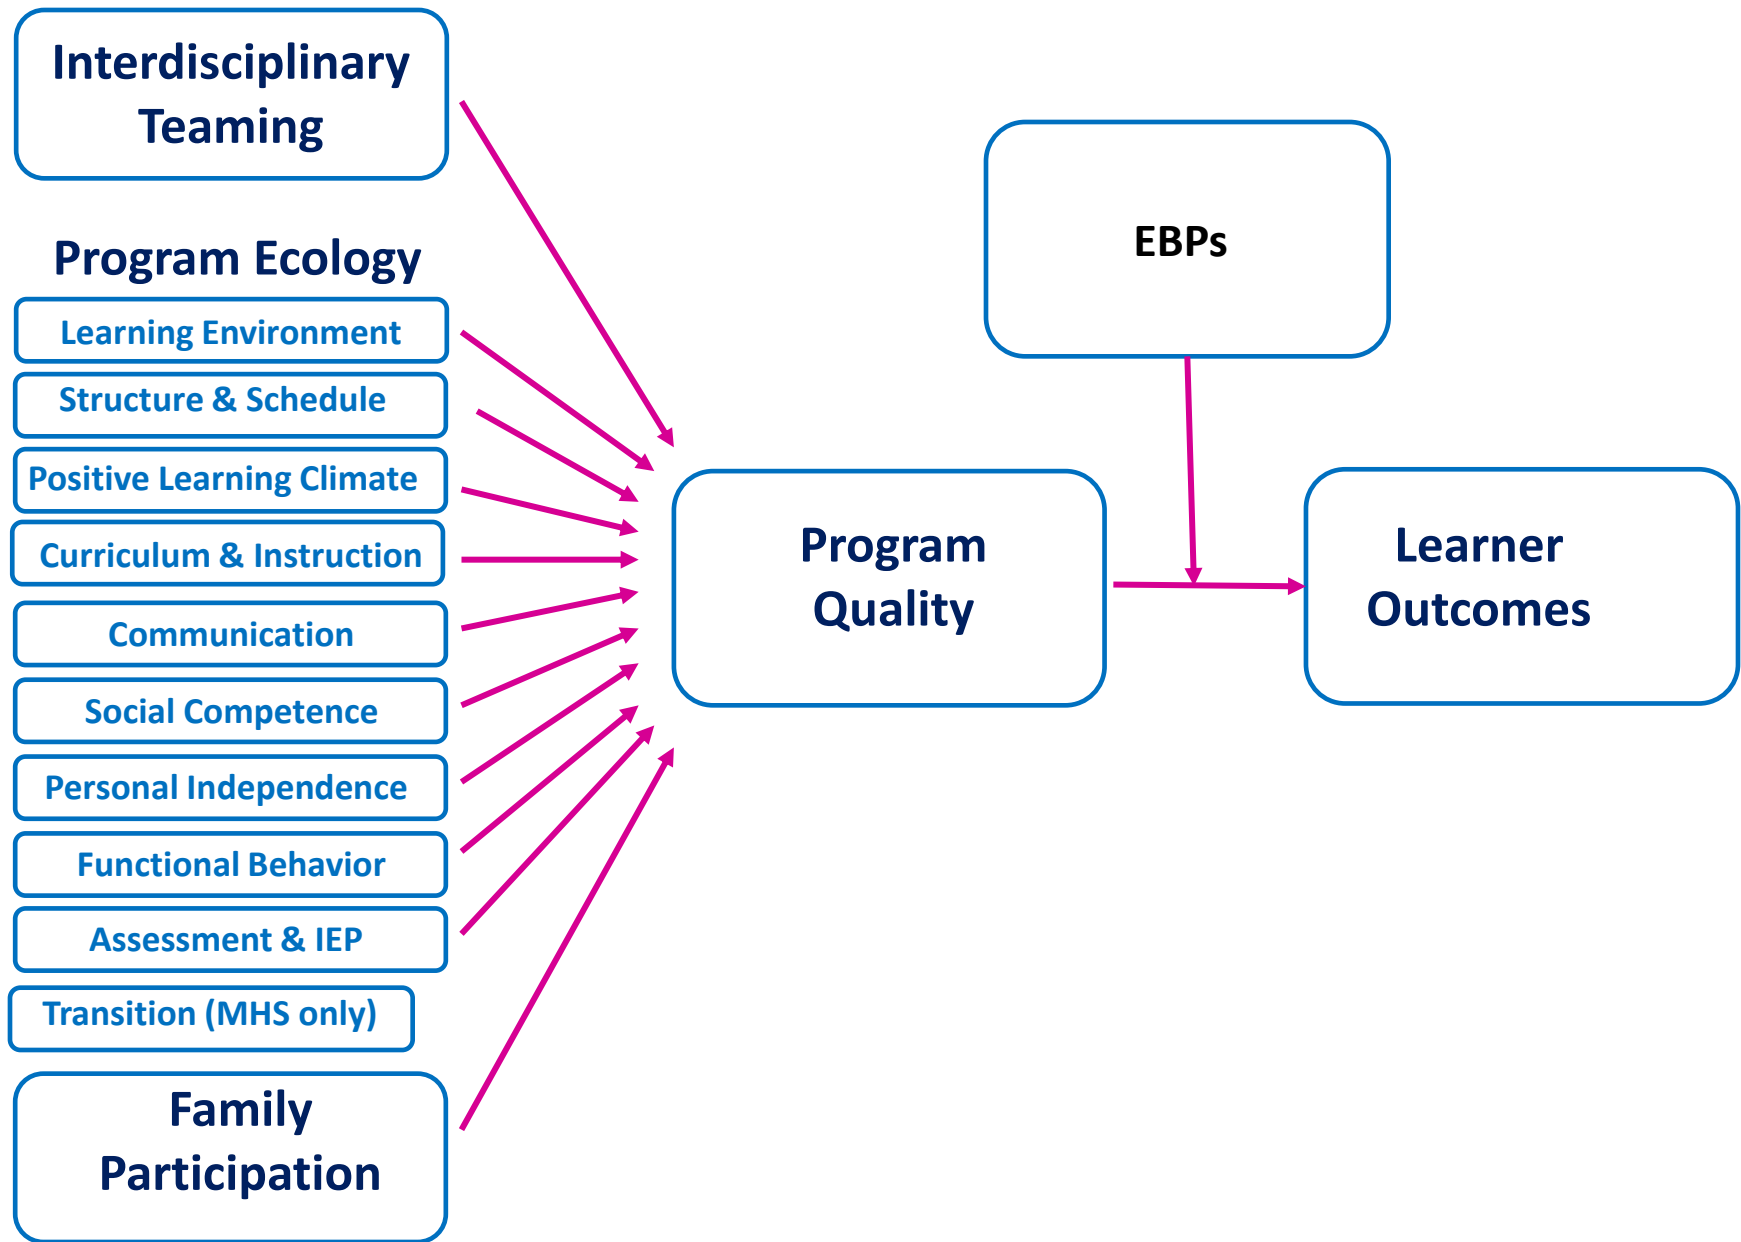 Interdisciplinary
Teaming
Program Ecology
Learning Environment
Structure & Schedule
Positive Learning Climate
Curriculum & Instruction
Communication
Social Competence
Personal Independence
Functional Behavior
Assessment & IEP
Transition (MHS only)
Family
Participation
Program
Quality
EBPs
Learner
Outcomes